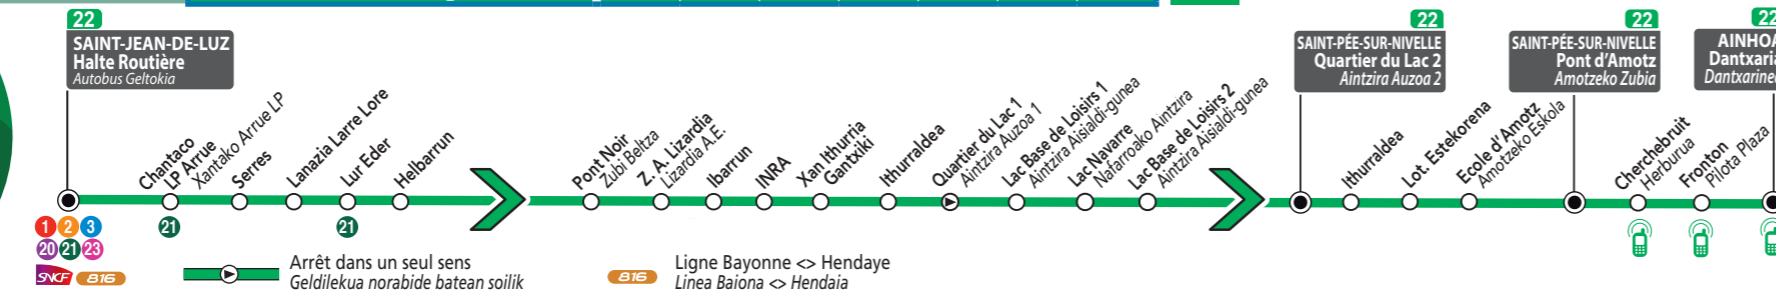 22
SAINT-JEAN-DE-LUZ
Halte Routière
Autobus Geltokia
Chantaco
LP Arrue
Xantako Arrue LP
Serres
Lanazia Larre Lore
Lur Eder
Helbarrun
Pont Noir
Zubi Beltza
Z. A. Lizardia
Lizardia A.E.
Ibarrun
INRA
Xan Ithurria
Gantxiki
Ithurraldea
Quartier du Lac 1
Aintzira Auzoa 1
Lac Base de Loisirs 1
Aintzira Aisialdi-gunea
Lac Navarre
Nafarroako Aintzira
Lac Base de Loisirs 2
Aintzira Aisialdi-gunea
22
SAINT-PÉE-SUR-NIVELLE
Quartier du Lac 2
Aintzira Auzoa 2
Ithurraldea
Lot. Estekorena
Ecole d'Amotz
Amotzeko Eskola
22
SAINT-PÉE-SUR-NIVELLE
Pont d'Amotz
Amotzeko Zubia
Cherchebruit
Herburua
Fronton
Pilota Plaza
22
AINHOA
Dantxaria
Dantxarinea
1 2 3
20 21 23
SNCF 816
21
21
Arrêt dans un seul sens
Geldilekua norabide batean soilik
816
Ligne Bayonne <> Hendaye
Linea Baiona <> Hendaia